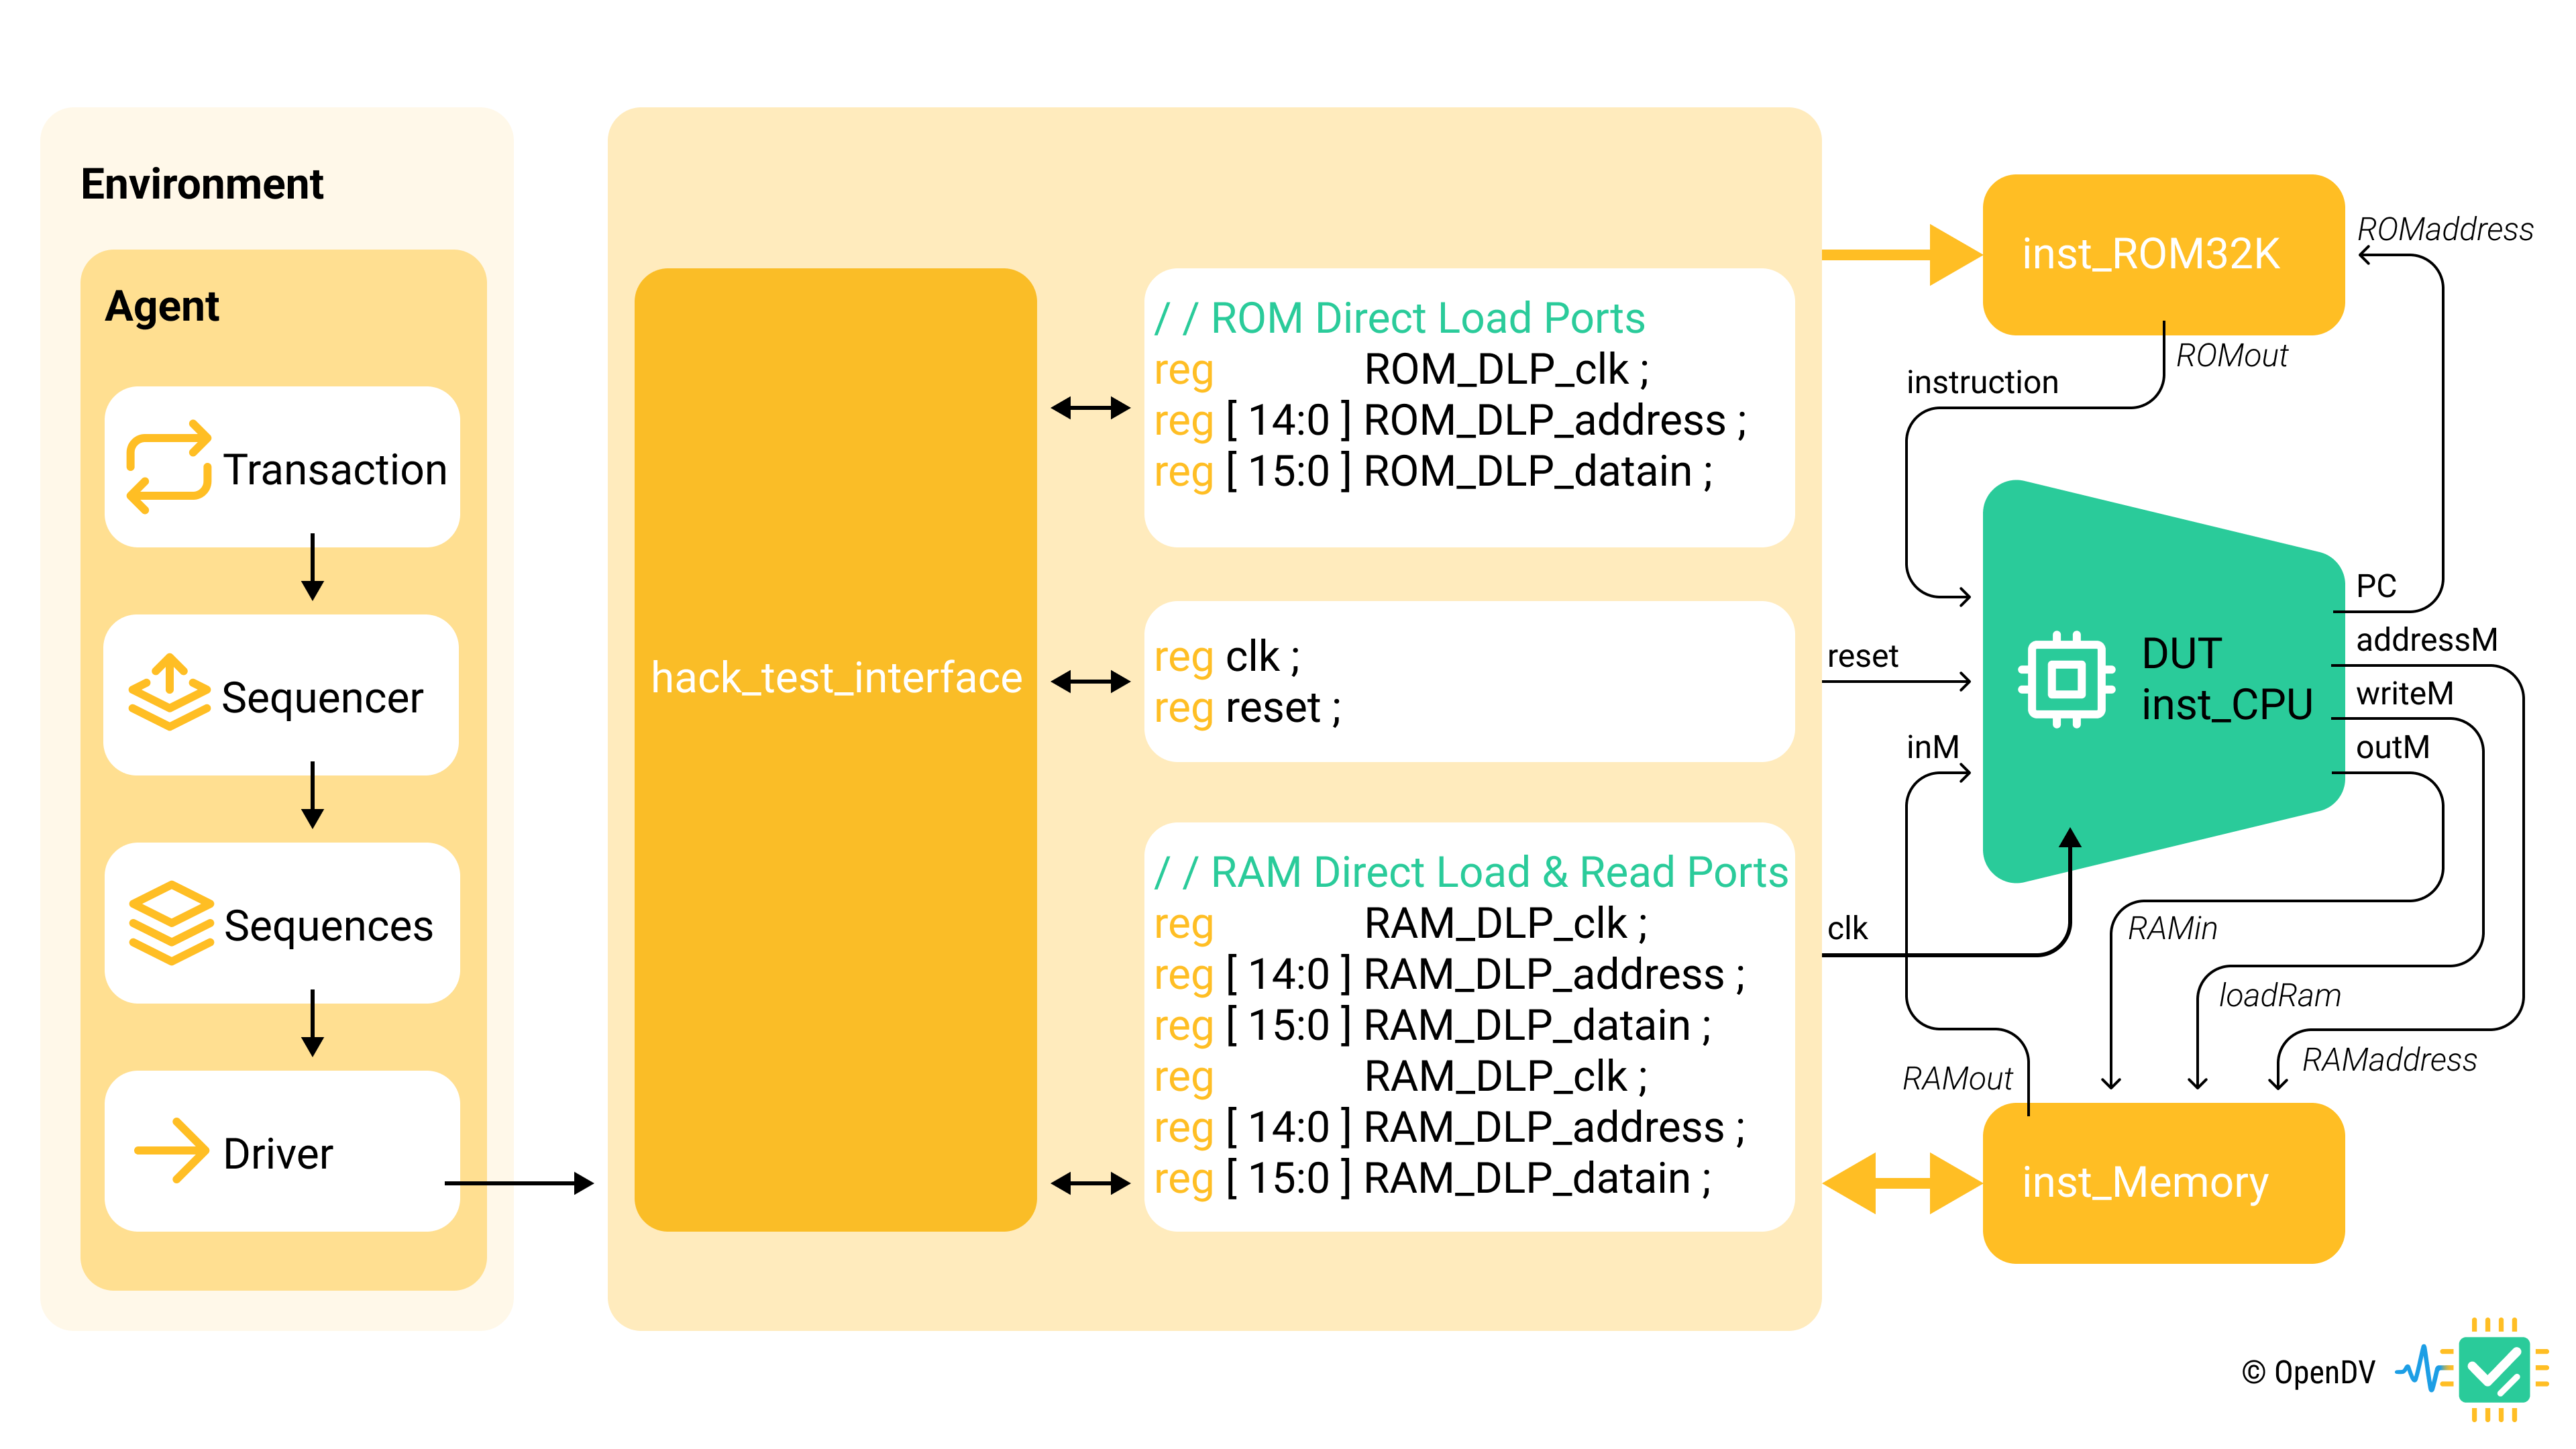 Environment
Agent
Transaction
Sequencer
Sequences
Driver
hack_test_interface
/ / ROM Direct Load Ports
reg ROM_DLP_clk ;
reg [ 14:0 ] ROM_DLP_address ;
reg [ 15:0 ] ROM_DLP_datain ;
reg clk ;
reg reset ;
/ / RAM Direct Load & Read Ports
reg RAM_DLP_clk ;
reg [ 14:0 ] RAM_DLP_address ;
reg [ 15:0 ] RAM_DLP_datain ;
reg RAM_DLP_clk ;
reg [ 14:0 ] RAM_DLP_address ;
reg [ 15:0 ] RAM_DLP_datain ;
inst_ROM32K
ROMaddress
ROMout
instruction
reset
inM
clk
DUT
inst_CPU
PC
addressM
writeM
outM
RAMin
loadRam
RAMaddress
RAMout
inst_Memory
© OpenDV